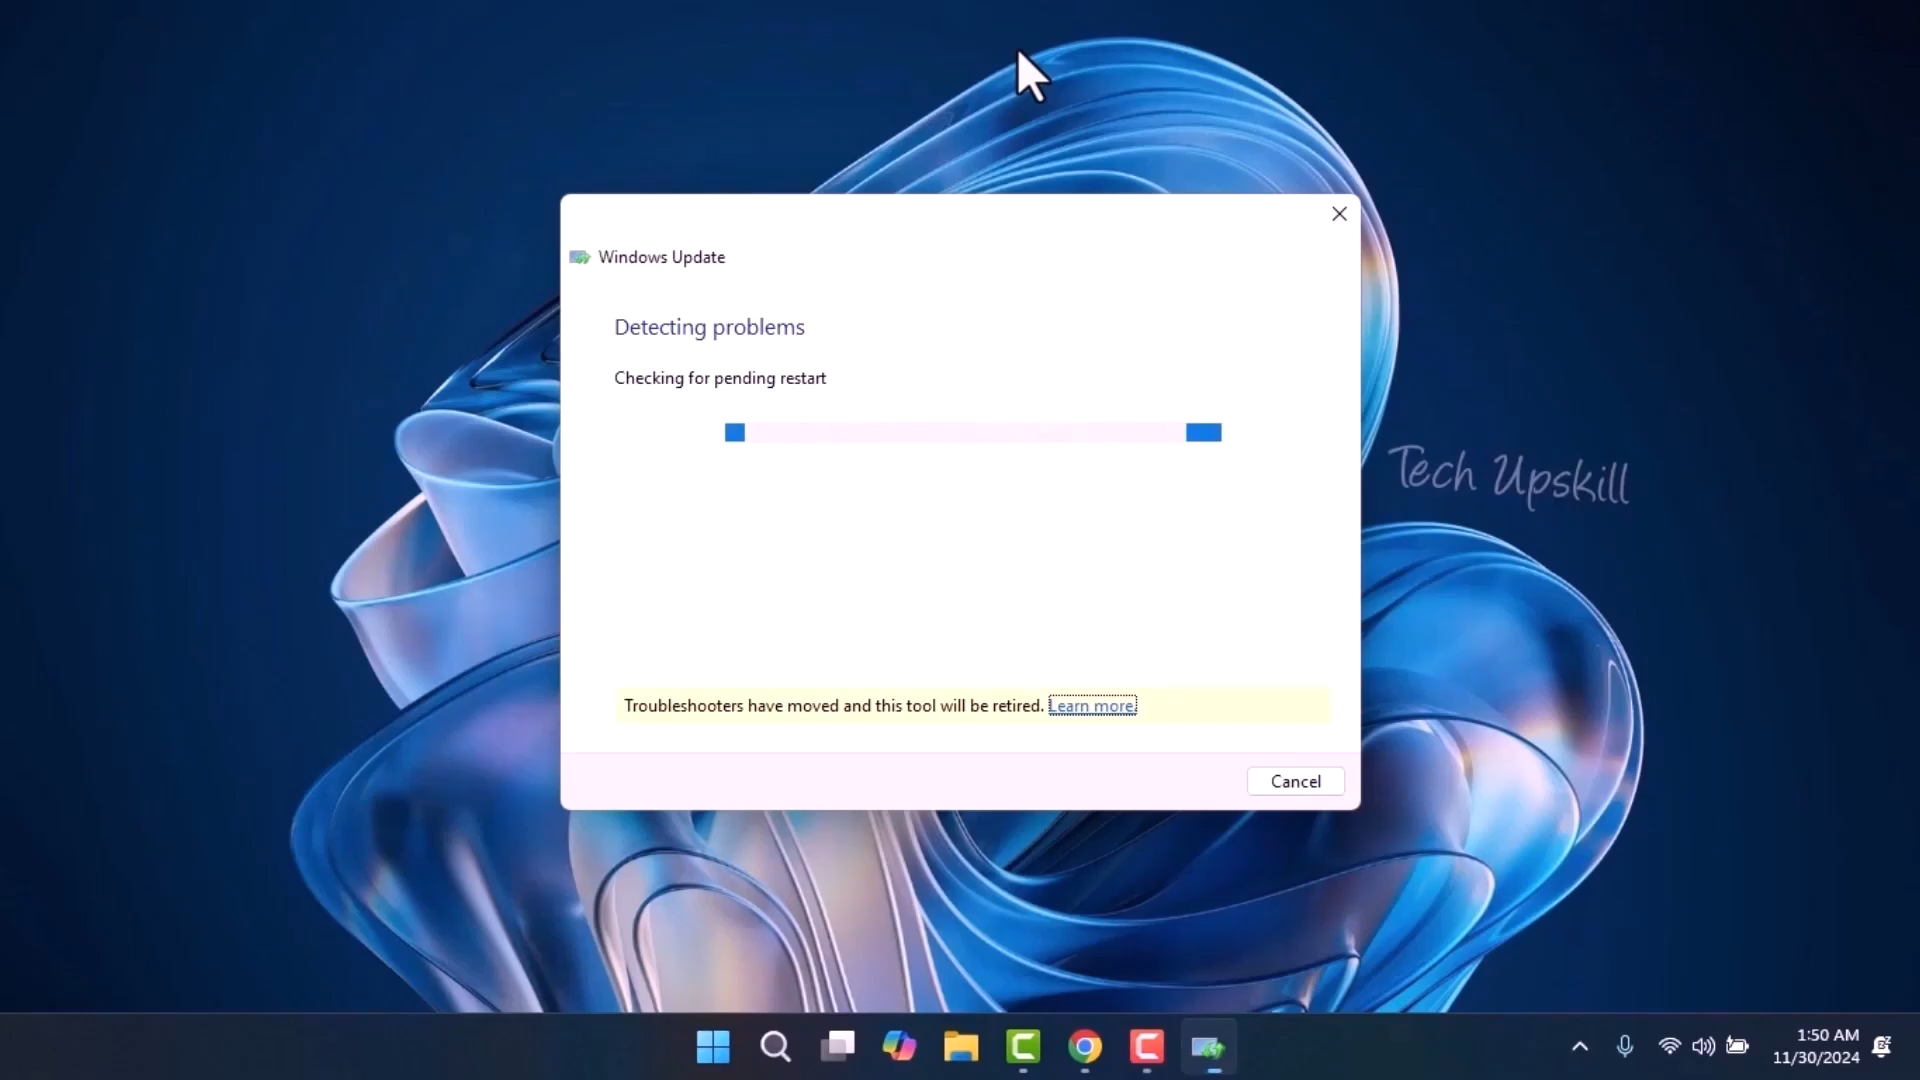 Windows Update
Detecting problems
Checking for pending restart
Tech Upskill
Troubleshooters have moved and this tool will be retired. Learn more.
Cancel
1:50 AM
11/30/2024